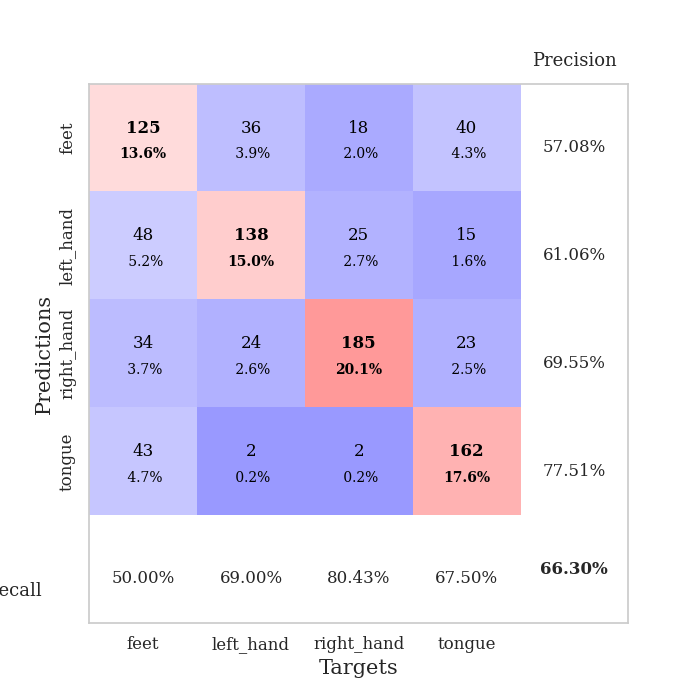 Precision
feet
125 36 18 40
13.6% 3.9% 2.0% 4.3%
57.08%
left_hand
48 138 25 15
5.2% 15.0% 2.7% 1.6%
61.06%
Predictions
right_hand
34 24 185 23
3.7% 2.6% 20.1% 2.5%
69.55%
tongue
43 2 2 162
4.7% 0.2% 0.2% 17.6%
77.51%
ecall
50.00% 69.00% 80.43% 67.50%
66.30%
feet left_hand right_hand tongue
Targets